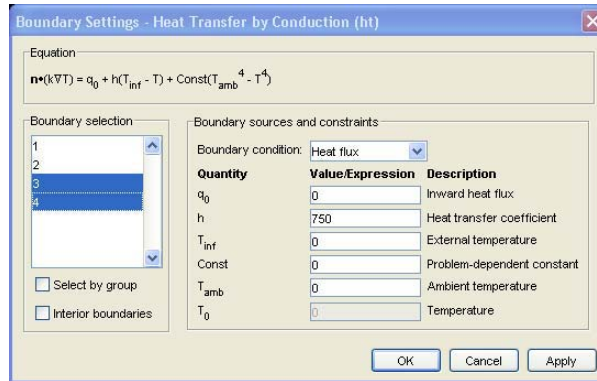 Boundary Settings - Heat Transfer by Conduction (ht)
Equation
n•(k∇T) = q0 + h(Tinf - T) + Const(Tamb^4 - T^4)
Boundary selection
1
2
3
4
Select by group
Interior boundaries
Boundary sources and constraints
Boundary condition: Heat flux
Quantity Value/Expression Description
q0 0 Inward heat flux
h 750 Heat transfer coefficient
Tinf 0 External temperature
Const 0 Problem-dependent constant
Tamb 0 Ambient temperature
T0 0 Temperature
OK Cancel Apply